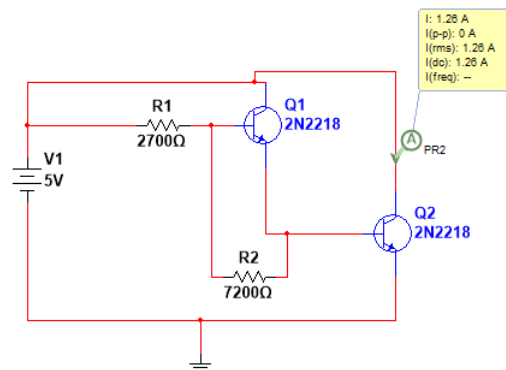 I: 1.26 A
I(p-p): 0 A
I(rms): 1.26 A
I(dc): 1.26 A
I(freq): --
A
PR2
R1
2700Ω
Q1
2N2218
V1
5V
Q2
2N2218
R2
7200Ω